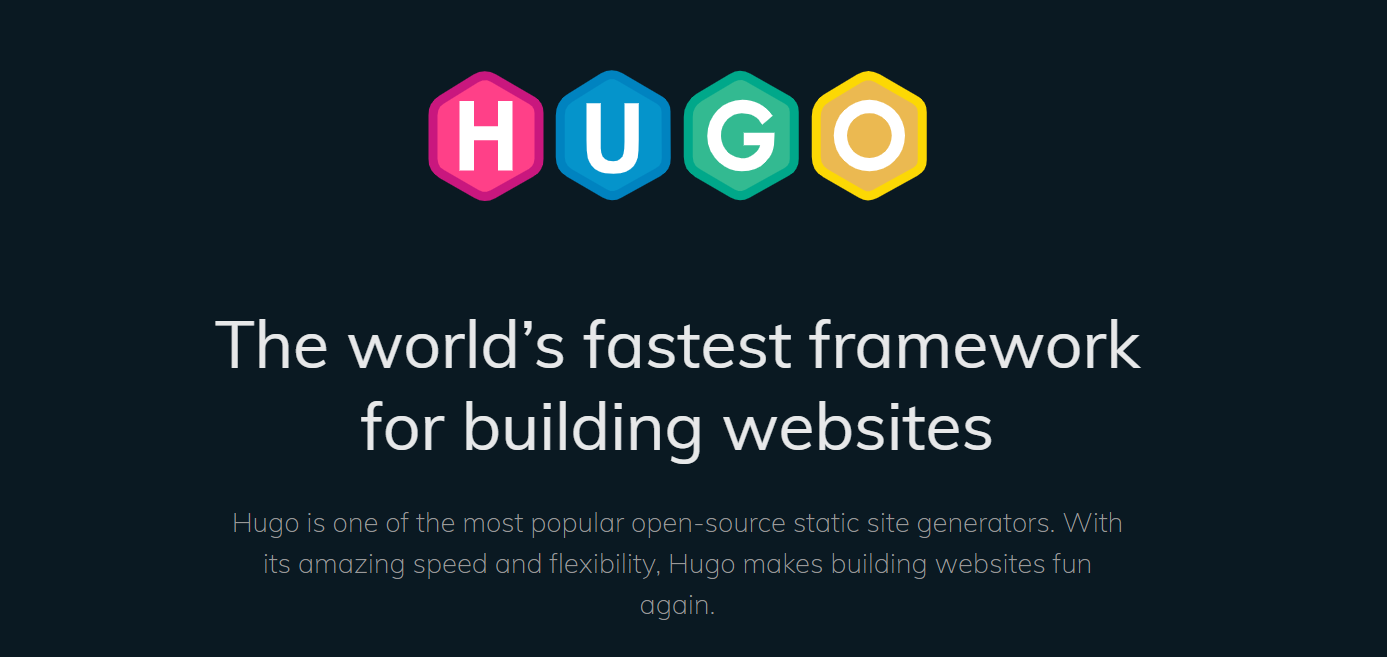 HUGO
The world’s fastest framework
for building websites
Hugo is one of the most popular open-source static site generators. With
its amazing speed and flexibility, Hugo makes building websites fun
again.